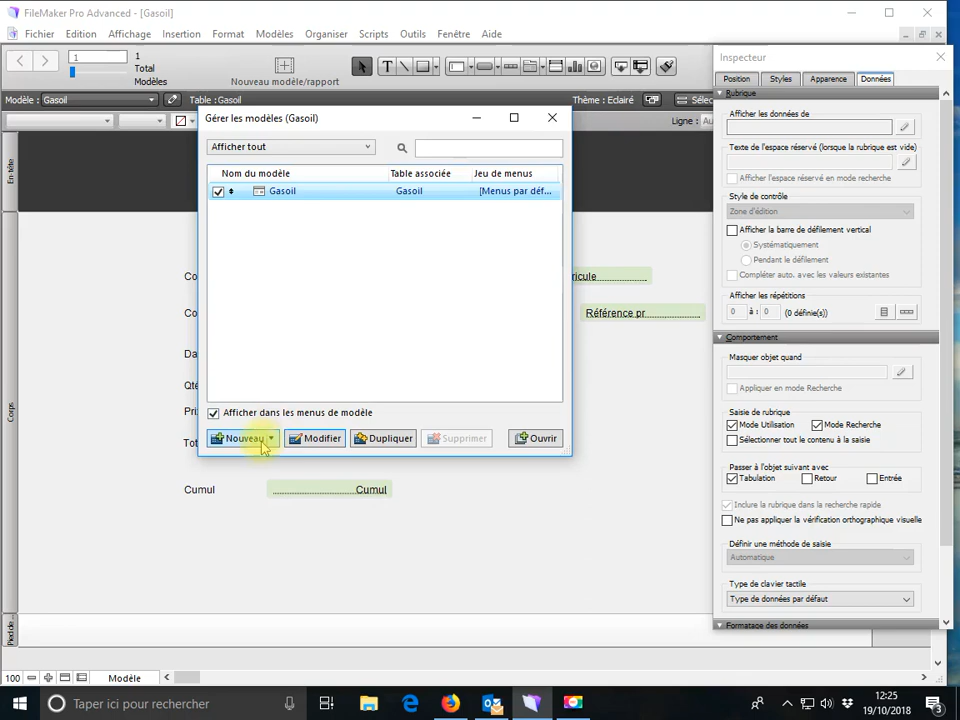 FileMaker Pro Advanced - [Gasoil]
Fichier Edition Affichage Insertion Format Modèles Organiser Scripts Outils Fenêtre Aide
1
1
Total
Modèles
Nouveau modèle/rapport
Modèle : Gasoil
Table : Gasoil
Thème : Eclairé
Ligne :
En-tête
Corps
Gérer les modèles (Gasoil)
Afficher tout
Nom du modèle
Table associée
Jeu de menus
Gasoil
Gasoil
[Menus par déf...
Afficher dans les menus de modèle
Nouveau
Modifier
Dupliquer
Supprimer
Ouvrir
Référence pr
Cumul
Cumul
Inspecteur
Position Styles Apparence Données
Rubrique
Afficher les données de
Texte de l'espace réservé (lorsque la rubrique est vide)
Afficher l'espace réservé en mode recherche
Style de contrôle
Zone d'édition
Afficher la barre de défilement vertical
Systématiquement
Pendant le défilement
Compléter auto. avec les valeurs existantes
Afficher les répétitions
0 à : 0 (0 définie(s))
Comportement
Masquer objet quand
Appliquer en mode Recherche
Saisie de rubrique
Mode Utilisation
Mode Recherche
Sélectionner tout le contenu à la saisie
Passer à l'objet suivant avec
Tabulation
Retour
Entrée
Inclure la rubrique dans la recherche rapide
Ne pas appliquer la vérification orthographique visuelle
Définir une méthode de saisie
Automatique
Type de clavier tactile
Type de données par défaut
Formatage des données
100
Modèle
Taper ici pour rechercher
12:25
19/10/2018
3